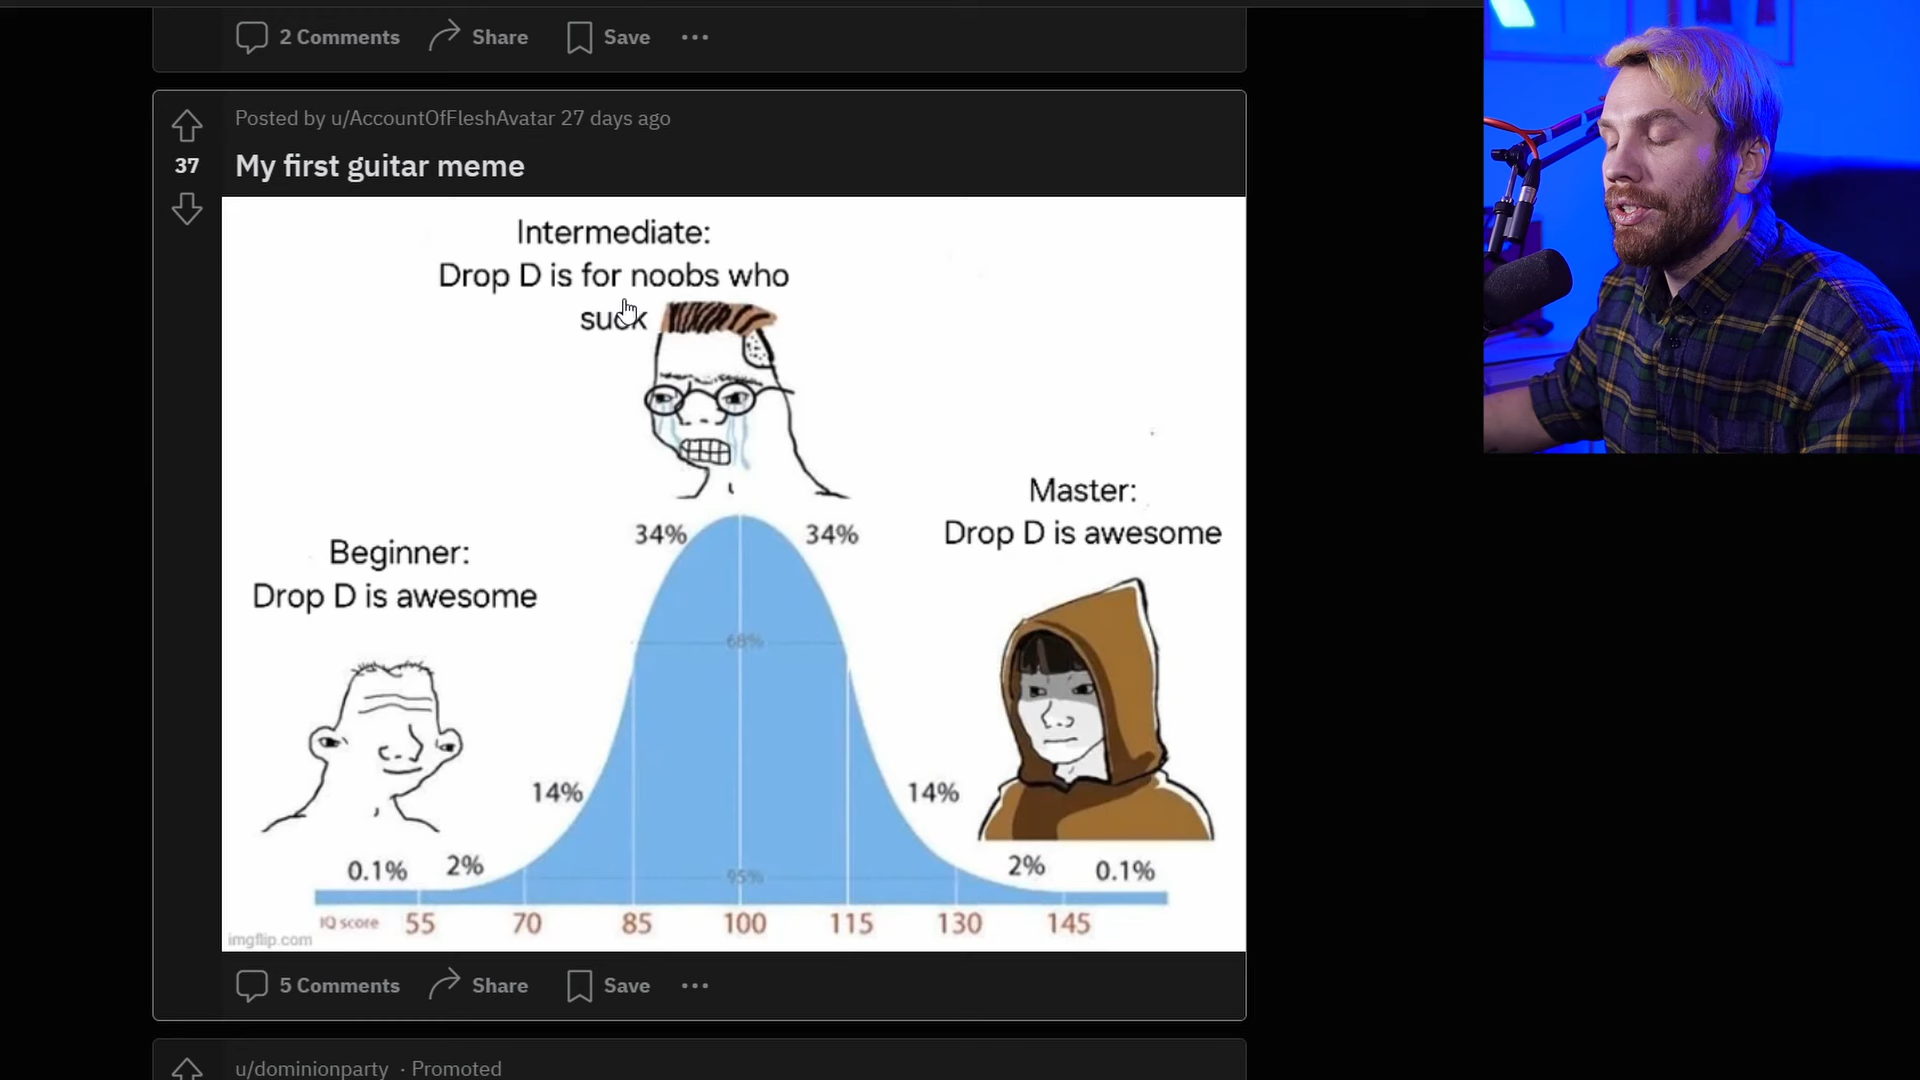 2 Comments Share Save
Posted by u/AccountOfFleshAvatar 27 days ago
37
My first guitar meme
Intermediate:
Drop D is for noobs who
suck
Master:
Drop D is awesome
34% 34%
Beginner:
Drop D is awesome
68%
14% 14%
0.1% 2% 2% 0.1%
95%
IQ score 55 70 85 100 115 130 145
imgflip.com
5 Comments Share Save
u/dominionparty · Promoted